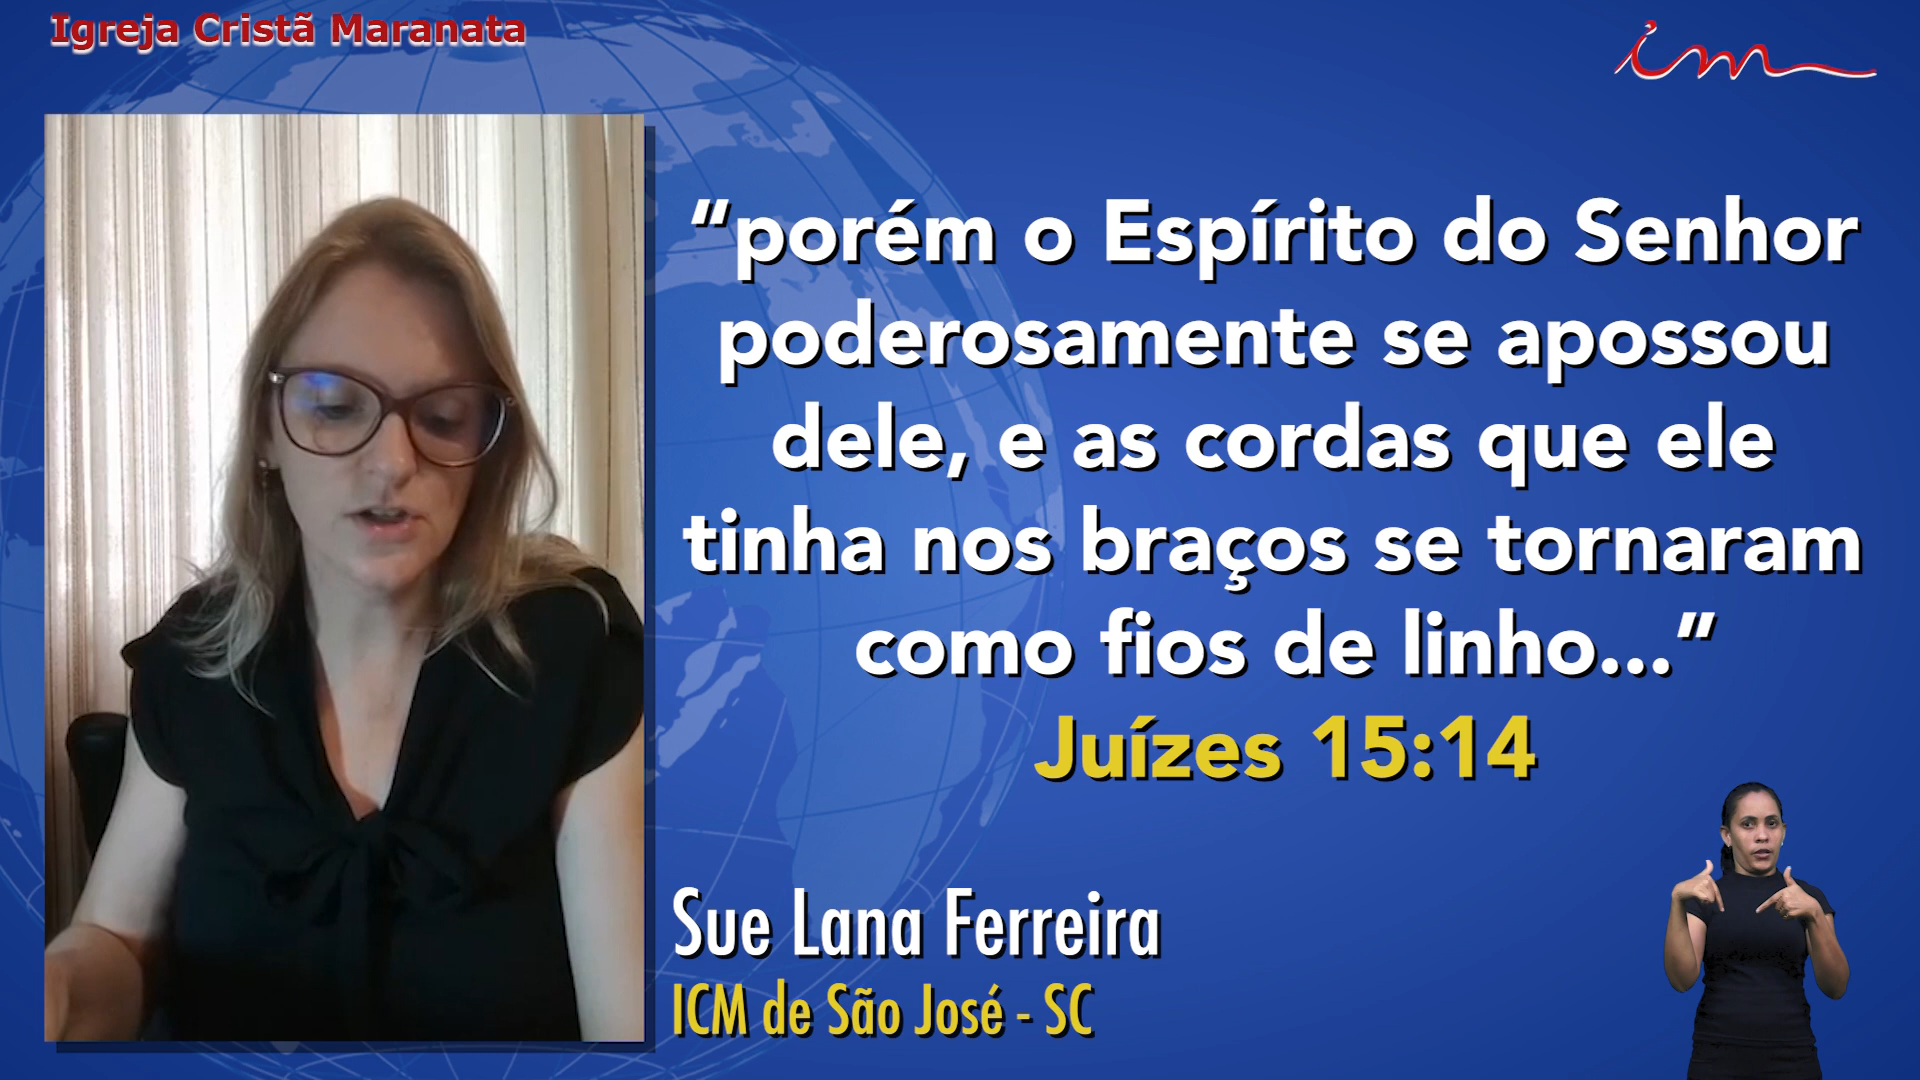 Igreja Cristã Maranata
im
“porém o Espírito do Senhor
poderosamente se apossou
dele, e as cordas que ele
tinha nos braços se tornaram
como fios de linho...”
Juízes 15:14
Sue Lana Ferreira
ICM de São José - SC